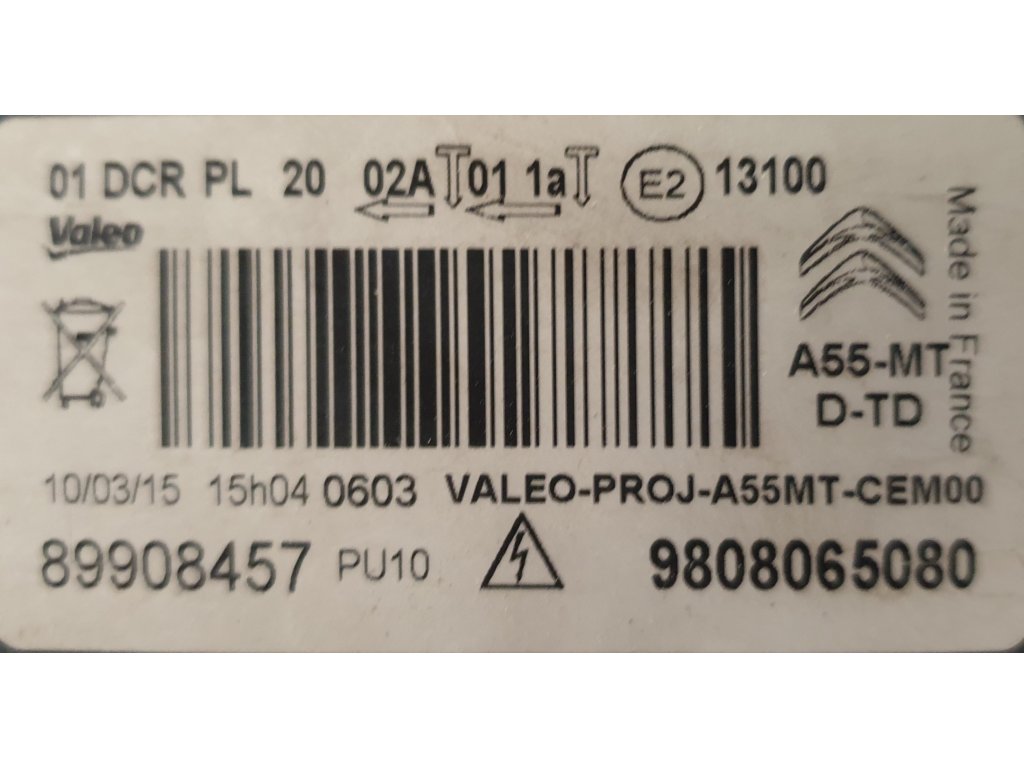 01 DCR PL 20 02A 01 1a E2 13100
Valeo
Made in France
A55-MT
D-TD
10/03/15 15h04 0603 VALEO-PROJ-A55MT-CEM00
89908457 PU10 9808065080